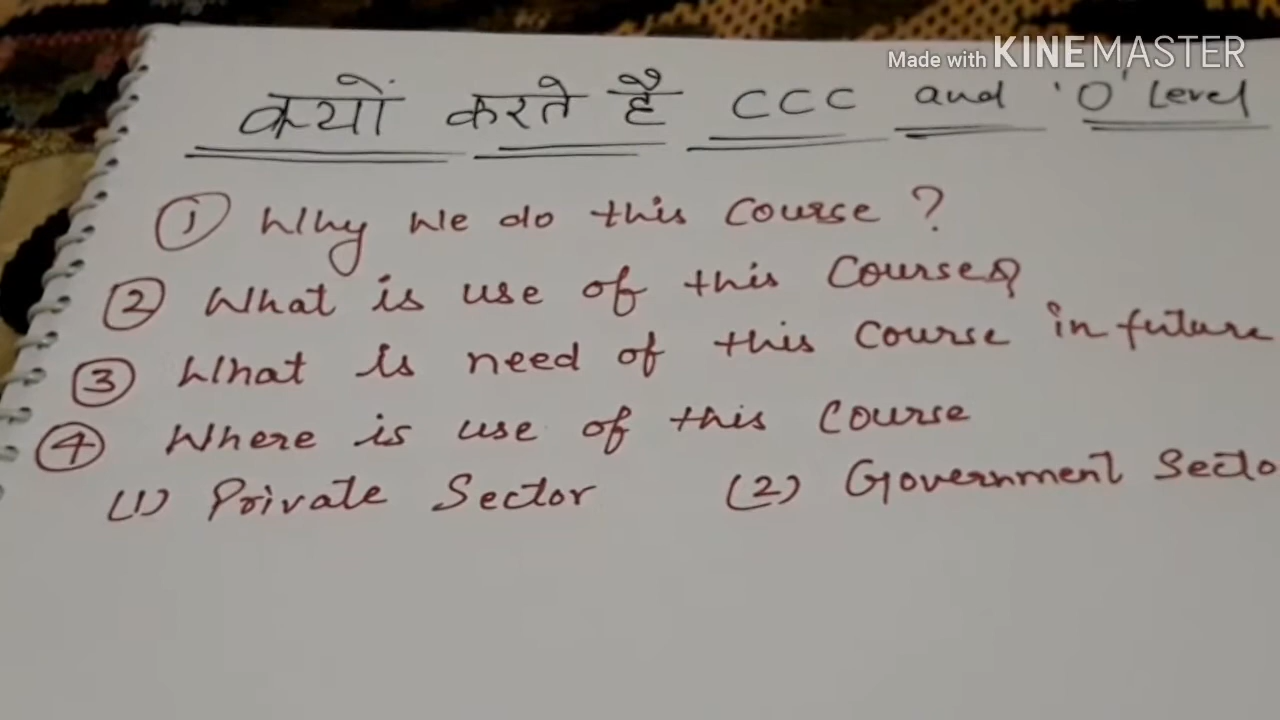 Made with KINEMASTER
क्यों करते है CCC and 'O' Level
① Why We do this Course ?
② What is use of this Course?
③ What is need of this Course in future
④ Where is use of this Course
(1) Private Sector (2) Government Secto